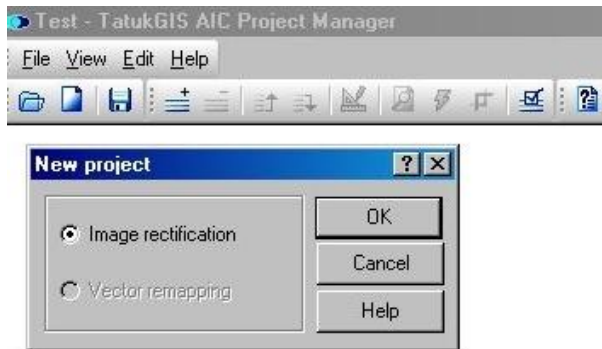 Test - TatukGIS AIC Project Manager
File View Edit Help
New project
Image rectification
OK
Vector remapping
Cancel
Help